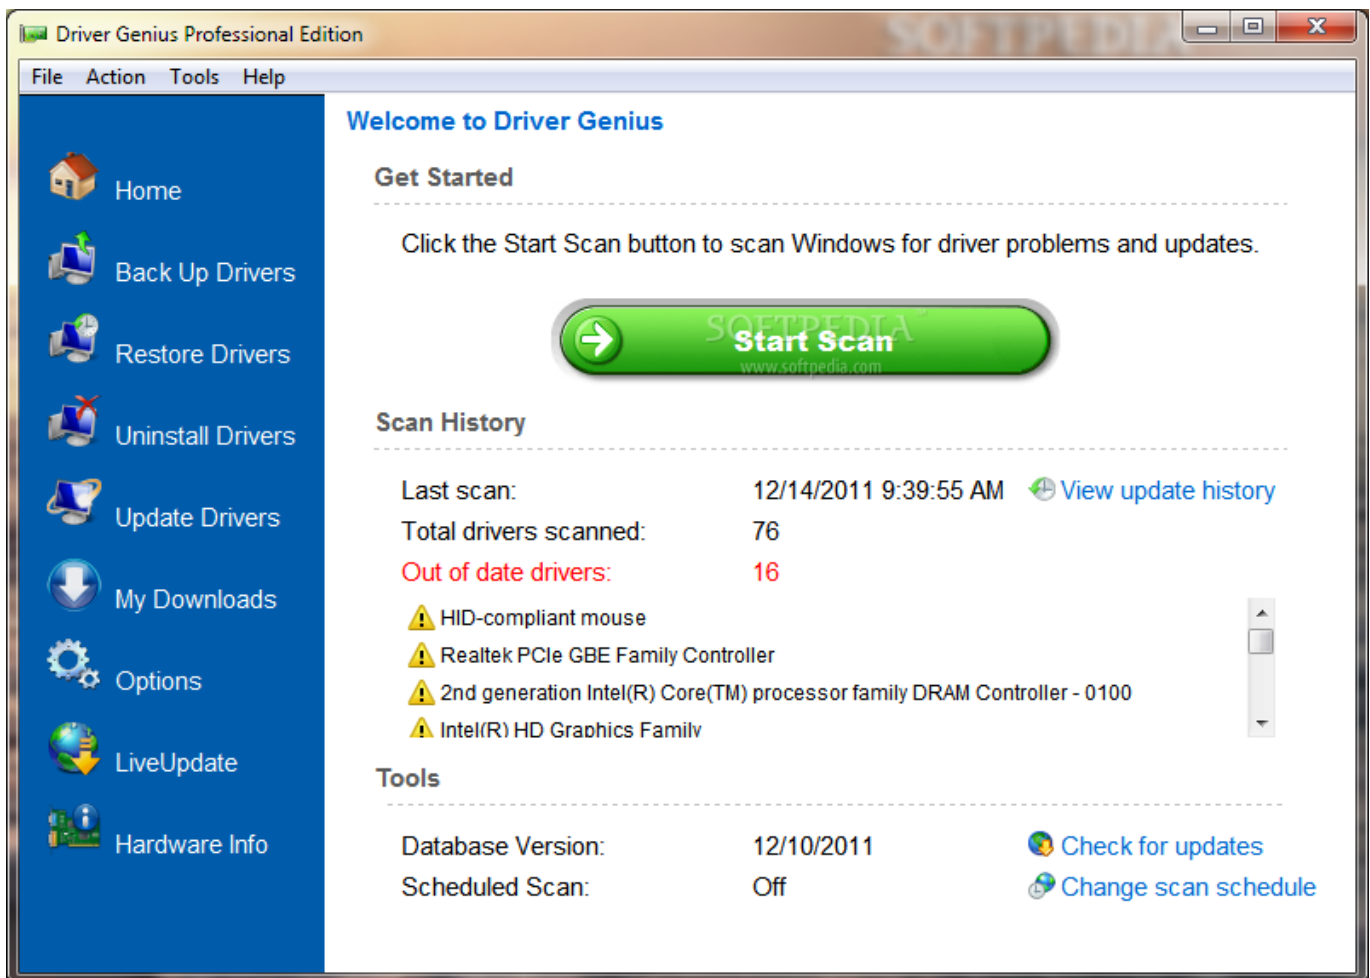 Driver Genius Professional Edition
SOFTPEDIA
File Action Tools Help
Welcome to Driver Genius
Home
Back Up Drivers
Restore Drivers
Uninstall Drivers
Update Drivers
My Downloads
Options
LiveUpdate
Hardware Info
Get Started
Click the Start Scan button to scan Windows for driver problems and updates.
SOFTPEDIA™
Start Scan
www.softpedia.com
Scan History
Last scan: 12/14/2011 9:39:55 AM View update history
Total drivers scanned: 76
Out of date drivers: 16
HID-compliant mouse
Realtek PCIe GBE Family Controller
2nd generation Intel(R) Core(TM) processor family DRAM Controller - 0100
Intel(R) HD Graphics Family
Tools
Database Version: 12/10/2011 Check for updates
Scheduled Scan: Off Change scan schedule